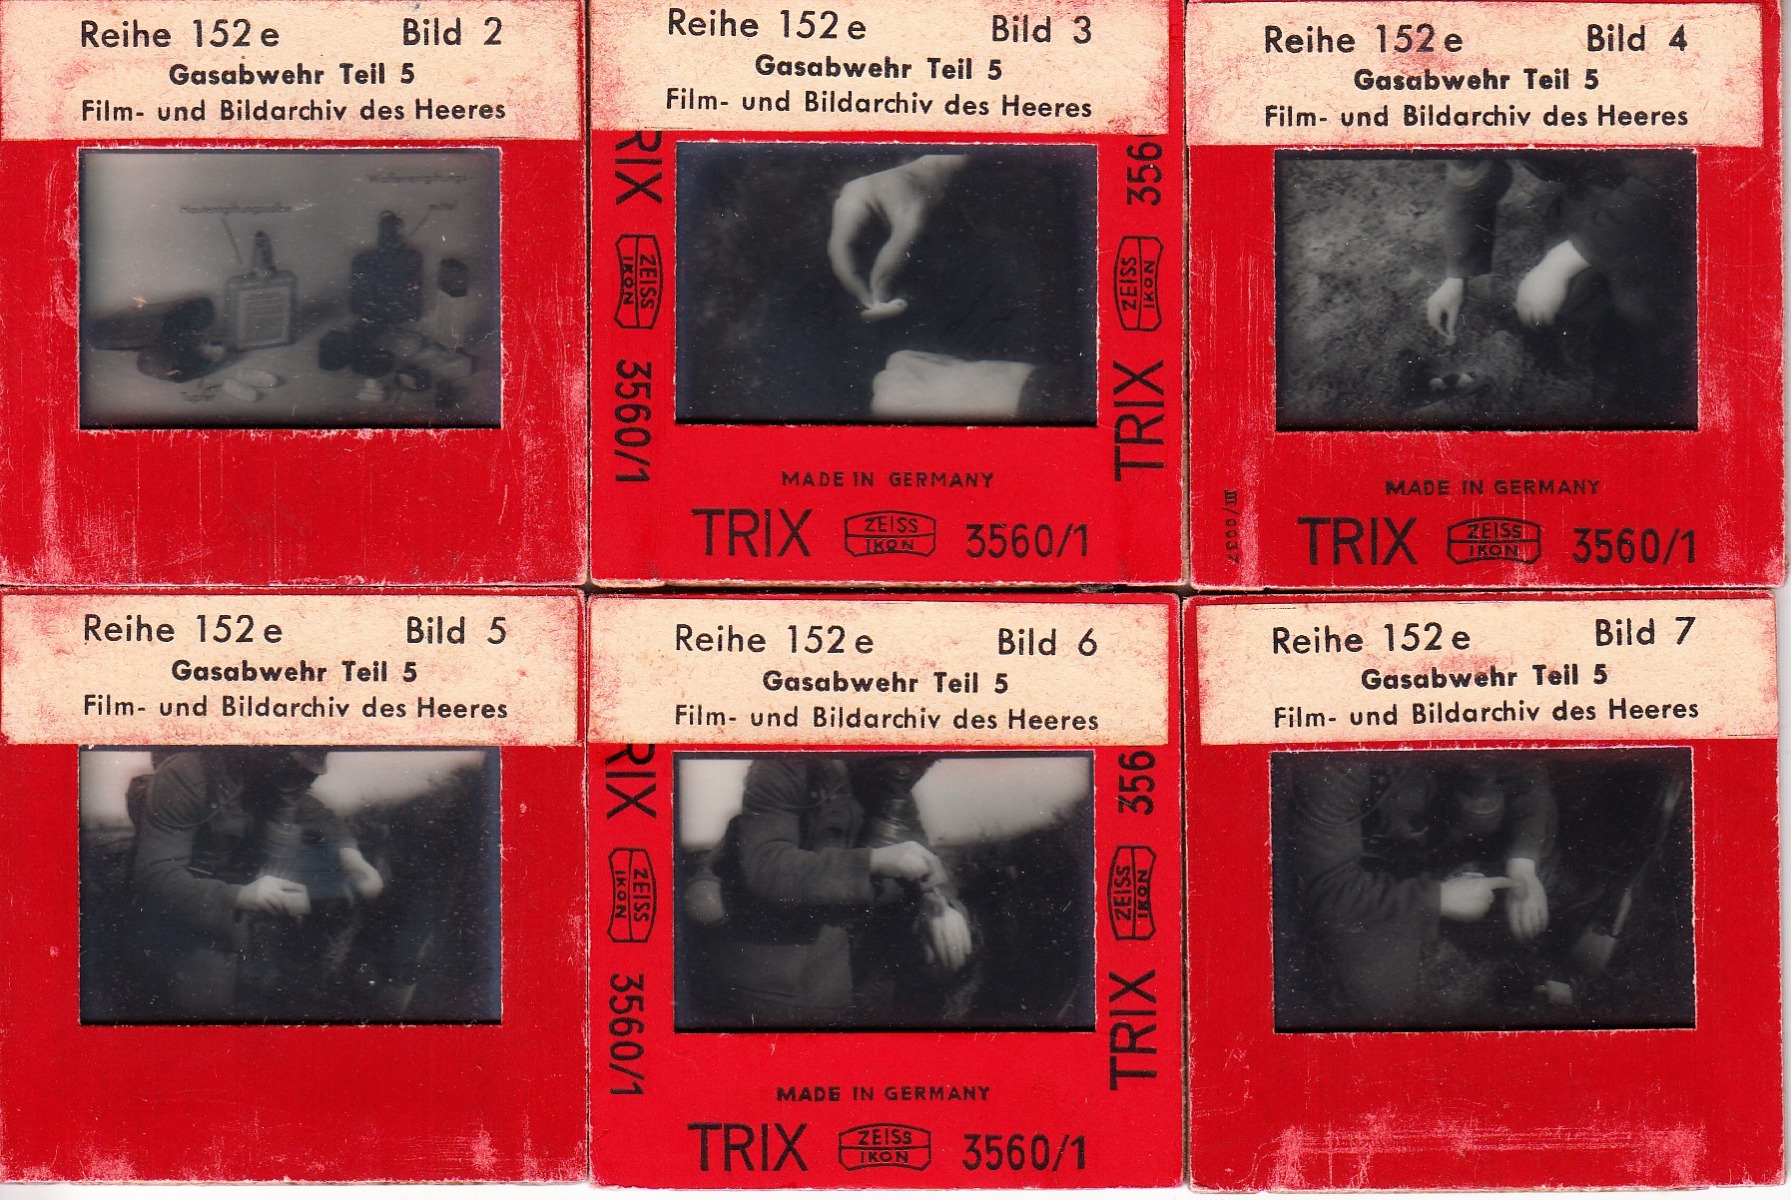 Reihe 152 e Bild 2
Gasabwehr Teil 5
Film- und Bildarchiv des Heeres
Tupfer
Reihe 152 e Bild 3
Gasabwehr Teil 5
Film- und Bildarchiv des Heeres
RIX ZEISS IKON 3560/1
356
ZEISS IKON
TRIX
MADE IN GERMANY
TRIX ZEISS IKON 3560/1
Reihe 152 e Bild 4
Gasabwehr Teil 5
Film- und Bildarchiv des Heeres
MADE IN GERMANY
TRIX ZEISS IKON 3560/1
Reihe 152 e Bild 5
Gasabwehr Teil 5
Film- und Bildarchiv des Heeres
Reihe 152 e Bild 6
Gasabwehr Teil 5
Film- und Bildarchiv des Heeres
RIX ZEISS IKON 3560/1
356
ZEISS IKON
TRIX
MADE IN GERMANY
TRIX ZEISS IKON 3560/1
Reihe 152 e Bild 7
Gasabwehr Teil 5
Film- und Bildarchiv des Heeres